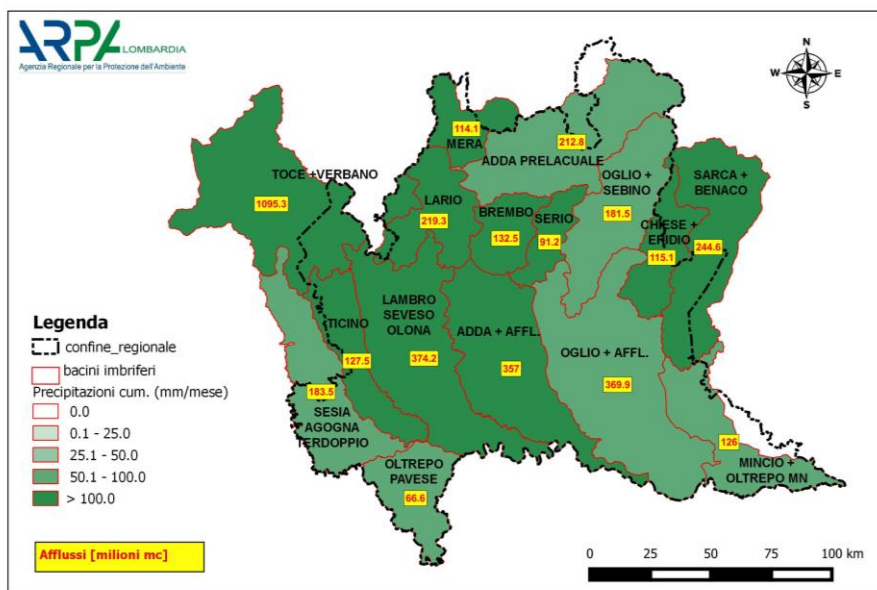 ARPA LOMBARDIA
Agenzia Regionale per la Protezione dell'Ambiente
N
W E
S
114.1
MERA
212.8
ADDA PRELACUALE
TOCE +VERBANO
1095.3
LARIO
219.3
BREMBO
132.5
SERIO
91.2
OGLIO +
SEBINO
181.5
SARCA +
BENACO
244.6
CHIESE +
ERIDIO
115.1
TICINO
127.5
LAMBRO
SEVESO
OLONA
374.2
ADDA + AFFL.
357
OGLIO + AFFL.
369.9
183.5
SESIA
AGOGNA
TERDOPPIO
OLTREPO
PAVESE
66.6
126
MINCIO +
OLTREPO MN
Legenda
confine_regionale
bacini imbriferi
Precipitazioni cum. (mm/mese)
0.0
0.1 - 25.0
25.1 - 50.0
50.1 - 100.0
> 100.0
Afflussi [milioni mc]
0 25 50 75 100 km